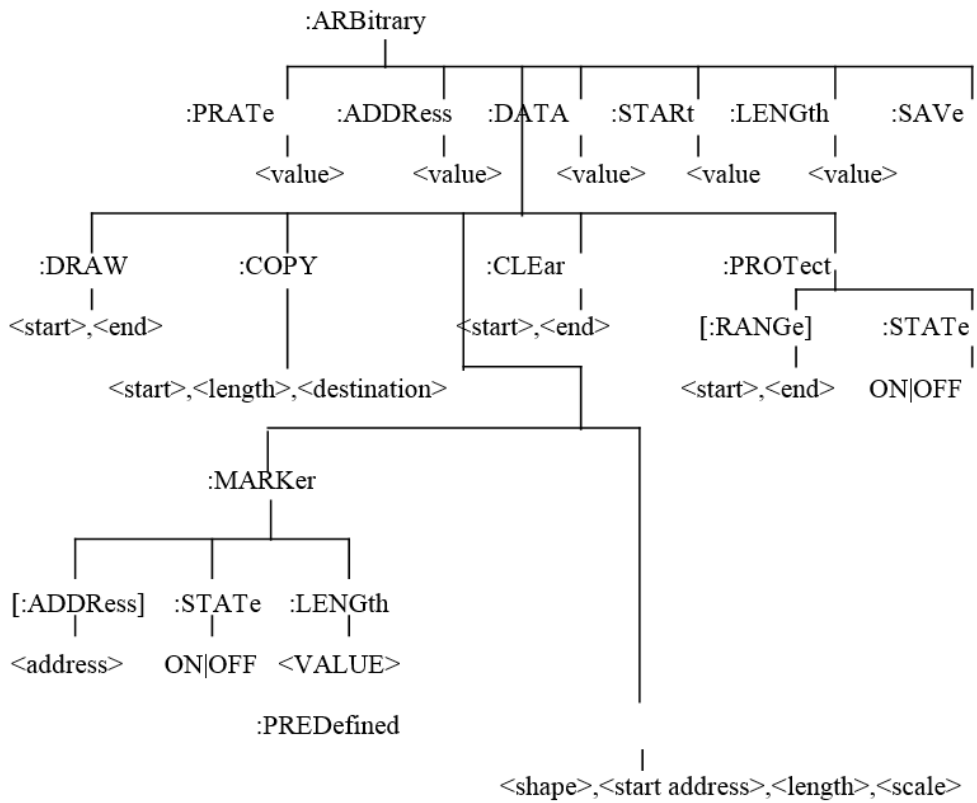 :ARBitrary
:PRATe :ADDRess :DATA :STARt :LENGth :SAVe
<value> <value> <value> <value <value>
:DRAW :COPY :CLEar :PROTect
<start>,<end> <start>,<end> [:RANGe] :STATe
<start>,<length>,<destination> <start>,<end> ON|OFF
:MARKer
[:ADDRess] :STATe :LENGth
<address> ON|OFF <VALUE>
:PREDefined
<shape>,<start address>,<length>,<scale>